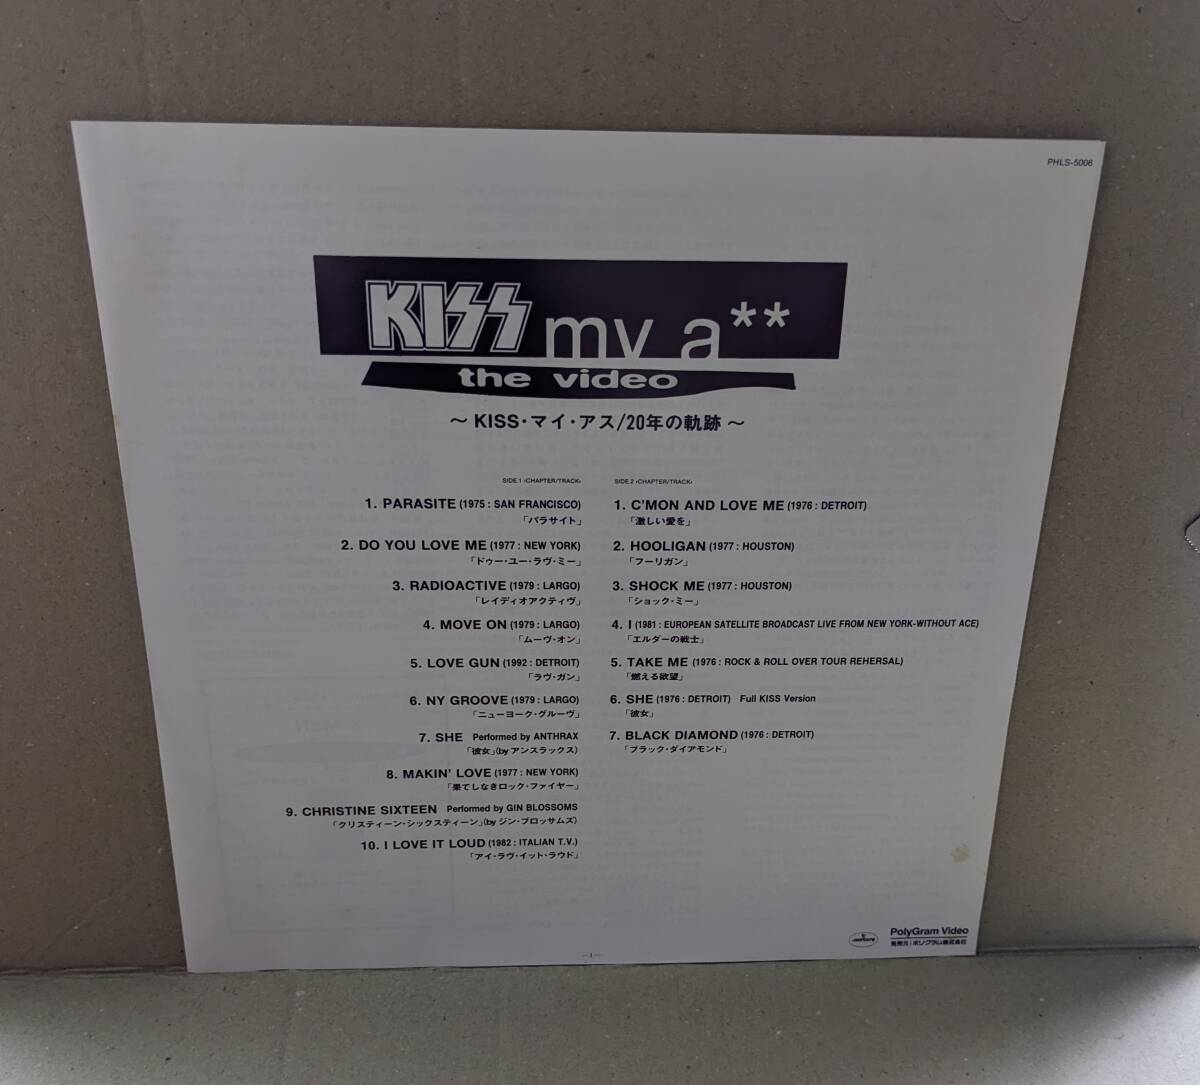 PHLS-5006
KISS my a**
the video
～KISS・マイ・アス/20年の軌跡～
SIDE.1 <CHAPTER/TRACK>
1. PARASITE (1975 : SAN FRANCISCO)
「パラサイト」
2. DO YOU LOVE ME (1977 : NEW YORK)
「ドゥー・ユー・ラヴ・ミー」
3. RADIOACTIVE (1979 : LARGO)
「レイディオアクティヴ」
4. MOVE ON (1979 : LARGO)
「ムーヴ・オン」
5. LOVE GUN (1992 : DETROIT)
「ラヴ・ガン」
6. NY GROOVE (1979 : LARGO)
「ニューヨーク・グルーヴ」
7. SHE Performed by ANTHRAX
「彼女」(by アンスラックス)
8. MAKIN' LOVE (1977 : NEW YORK)
「果てしなきロック・ファイヤー」
9. CHRISTINE SIXTEEN Performed by GIN BLOSSOMS
「クリスティーン・シックスティーン」(by ジン・ブロッサムズ)
10. I LOVE IT LOUD (1982 : ITALIAN T.V.)
「アイ・ラヴ・イット・ラウド」
SIDE.2 <CHAPTER/TRACK>
1. C'MON AND LOVE ME (1976 : DETROIT)
「激しい愛を」
2. HOOLIGAN (1977 : HOUSTON)
「フーリガン」
3. SHOCK ME (1977 : HOUSTON)
「ショック・ミー」
4. I (1981 : EUROPEAN SATELLITE BROADCAST LIVE FROM NEW YORK-WITHOUT ACE)
「エルダーの戦士」
5. TAKE ME (1976 : ROCK & ROLL OVER TOUR REHERSAL)
「燃える欲望」
6. SHE (1976 : DETROIT) Full KISS Version
「彼女」
7. BLACK DIAMOND (1976 : DETROIT)
「ブラック・ダイアモンド」
mercury
PolyGram Video
発売元：ポリグラム株式会社
—1—